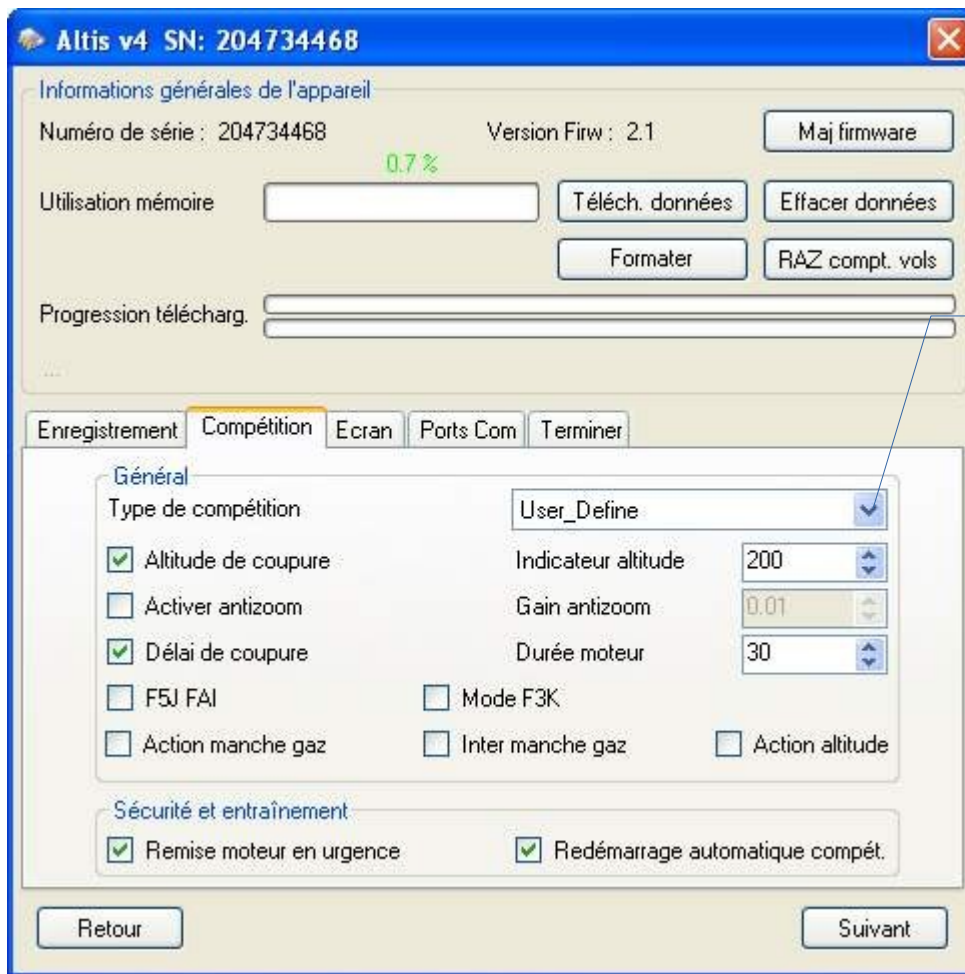 Altis v4 SN: 204734468
Informations générales de l'appareil
Numéro de série : 204734468 Version Firw : 2.1 Maj firmware
0.7 %
Utilisation mémoire Téléch. données Effacer données
Formater RAZ compt. vols
Progression télécharg.
...
Enregistrement Compétition Ecran Ports Com Terminer
Général
Type de compétition User_Define
Altitude de coupure Indicateur altitude 200
Activer antizoom Gain antizoom 0.01
Délai de coupure Durée moteur 30
F5J FAI Mode F3K
Action manche gaz Inter manche gaz Action altitude
Sécurité et entraînement
Remise moteur en urgence Redémarrage automatique compét.
Retour Suivant